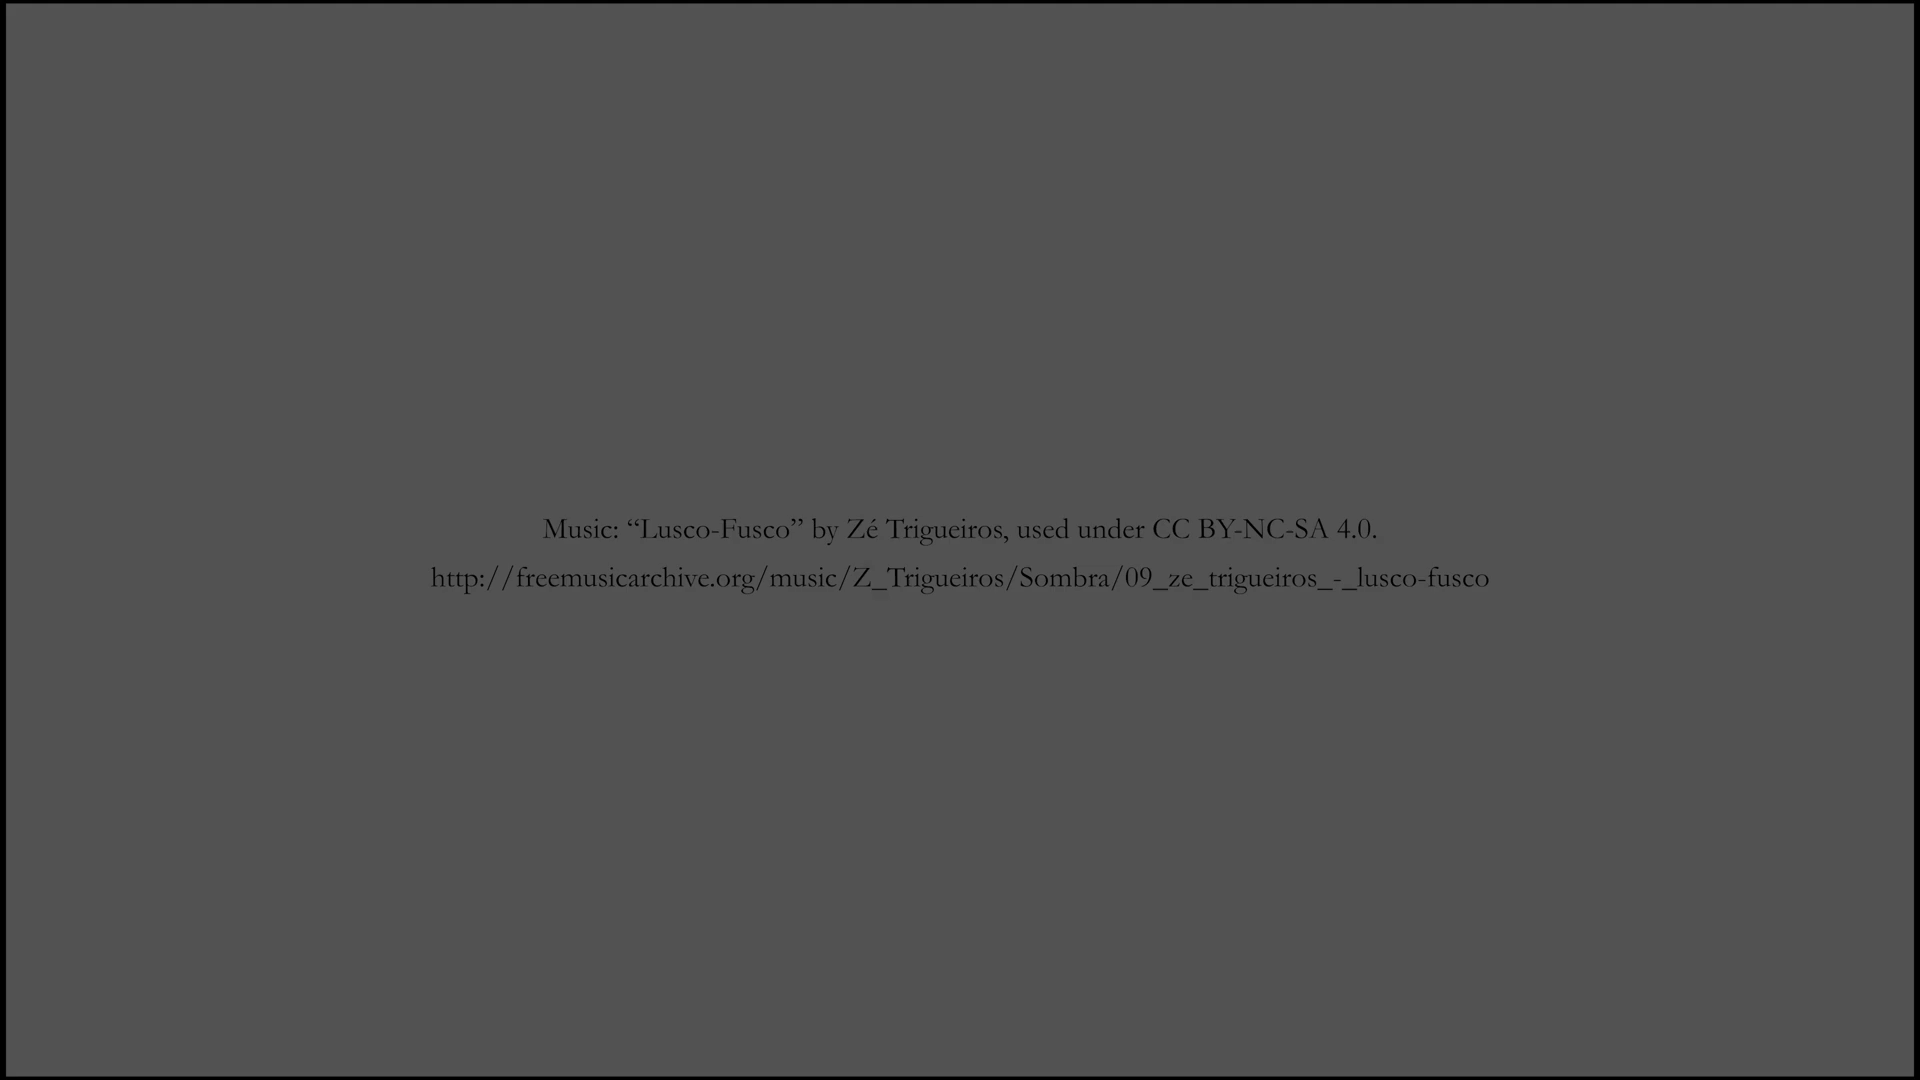 Music: “Lusco-Fusco” by Zé Trigueiros, used under CC BY-NC-SA 4.0.
http://freemusicarchive.org/music/Z_Trigueiros/Sombra/09_ze_trigueiros_-_lusco-fusco